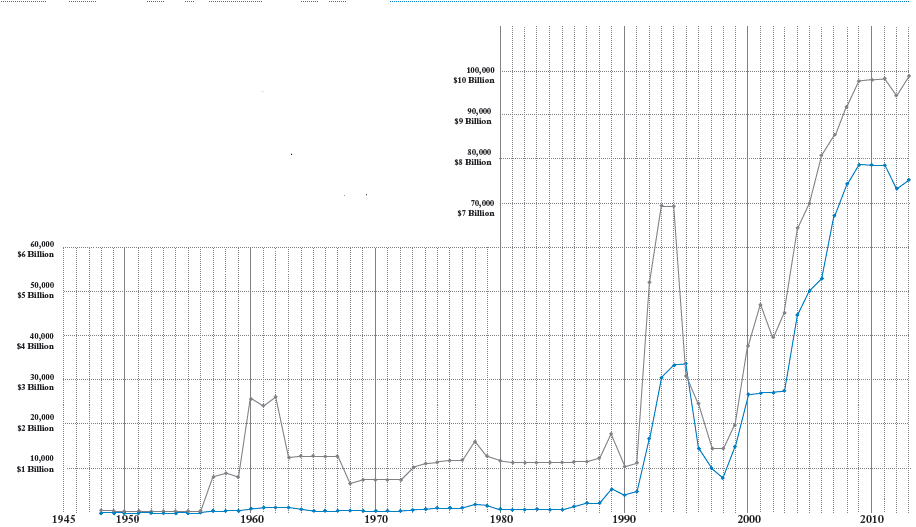 100,000
$10 Billion
90,000
$9 Billion
80,000
$8 Billion
70,000
$7 Billion
60,000
$6 Billion
50,000
$5 Billion
40,000
$4 Billion
30,000
$3 Billion
20,000
$2 Billion
10,000
$1 Billion
1945 1950 1960 1970 1980 1990 2000 2010